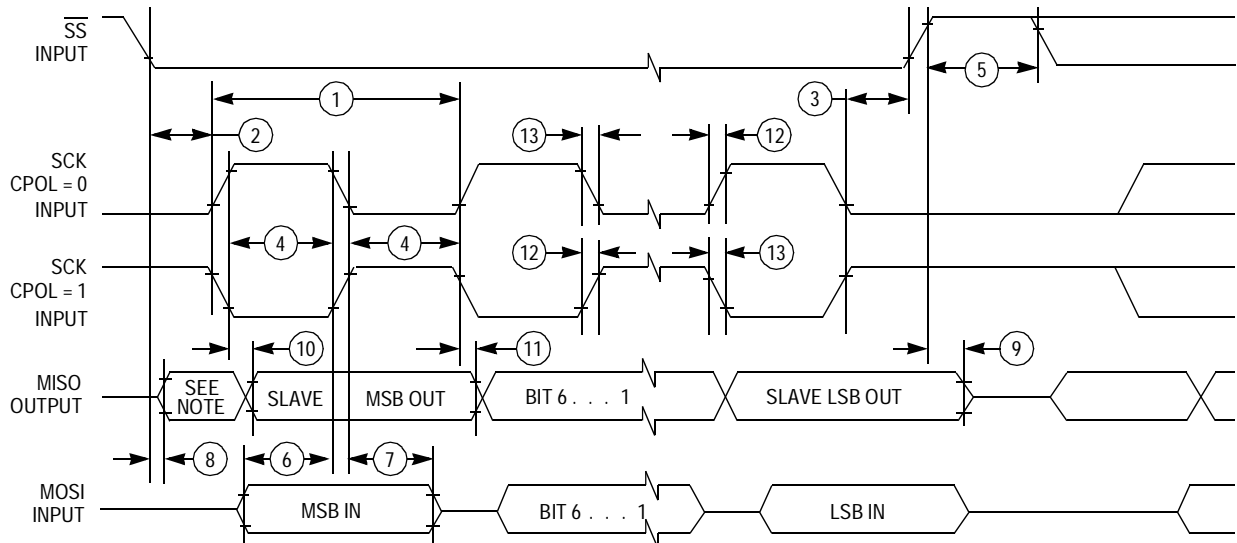 SS
INPUT
5
1
3
2
13
12
SCK
CPOL = 0
INPUT
4
4
12
13
SCK
CPOL = 1
INPUT
10
11
9
MISO
OUTPUT
SEE
NOTE
SLAVE
MSB OUT
BIT 6 . . . 1
SLAVE LSB OUT
8
6
7
MOSI
INPUT
MSB IN
BIT 6 . . . 1
LSB IN